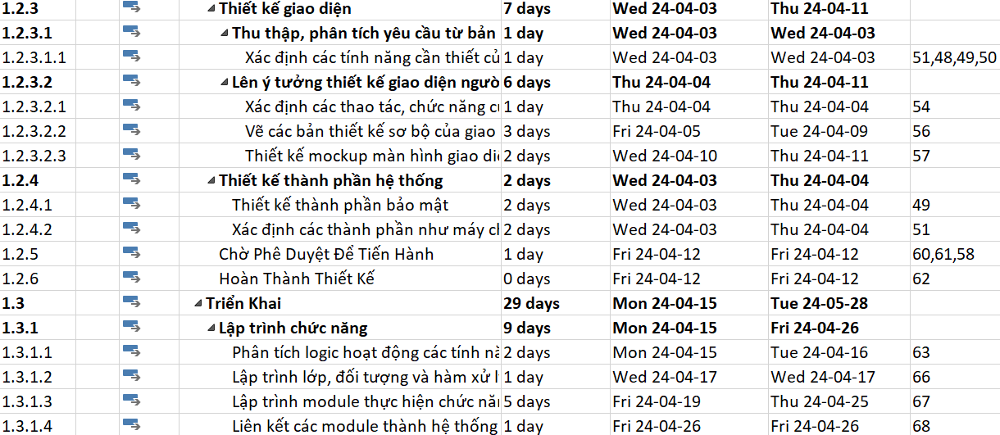 1.2.3 Thiết kế giao diện 7 days Wed 24-04-03 Thu 24-04-11
1.2.3.1 Thu thập, phân tích yêu cầu từ bản 1 day Wed 24-04-03 Wed 24-04-03
1.2.3.1.1 Xác định các tính năng cần thiết 1 day Wed 24-04-03 Wed 24-04-03 51,48,49,50
1.2.3.2 Lên ý tưởng thiết kế giao diện 6 days Thu 24-04-04 Thu 24-04-11
1.2.3.2.1 Xác định các thao tác, chức năng 1 day Thu 24-04-04 Thu 24-04-04 54
1.2.3.2.2 Vẽ các bản thiết kế sơ bộ của giao 3 days Fri 24-04-05 Tue 24-04-09 56
1.2.3.2.3 Thiết kế mockup màn hình giao 2 days Wed 24-04-10 Thu 24-04-11 57
1.2.4 Thiết kế thành phần hệ thống 2 days Wed 24-04-03 Thu 24-04-04
1.2.4.1 Thiết kế thành phần bảo mật 2 days Wed 24-04-03 Thu 24-04-04 49
1.2.4.2 Xác định các thành phần như máy 2 days Wed 24-04-03 Thu 24-04-04 51
1.2.5 Chờ Phê Duyệt Để Tiến Hành 1 day Fri 24-04-12 Fri 24-04-12 60,61,58
1.2.6 Hoàn Thành Thiết Kế 0 days Fri 24-04-12 Fri 24-04-12 62
1.3 Triển Khai 29 days Mon 24-04-15 Tue 24-05-28
1.3.1 Lập trình chức năng 9 days Mon 24-04-15 Fri 24-04-26
1.3.1.1 Phân tích logic hoạt động các tính 2 days Mon 24-04-15 Tue 24-04-16 63
1.3.1.2 Lập trình lớp, đối tượng và hàm xử 1 day Wed 24-04-17 Wed 24-04-17 66
1.3.1.3 Lập trình module thực hiện chức 5 days Fri 24-04-19 Thu 24-04-25 67
1.3.1.4 Liên kết các module thành hệ thống 1 day Fri 24-04-26 Fri 24-04-26 68